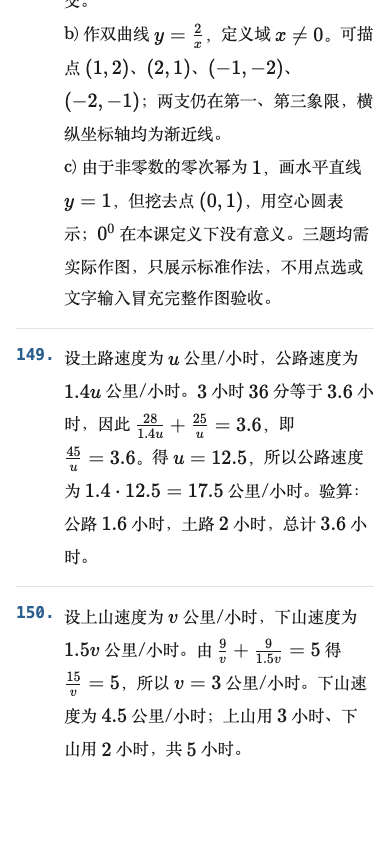 b) 作双曲线 y = 2/x，定义域 x ≠ 0。可描
点 (1, 2)、(2, 1)、(−1, −2)、
(−2, −1)；两支仍在第一、第三象限，横
纵坐标轴均为渐近线。
c) 由于非零数的零次幂为 1，画水平直线
y = 1，但挖去点 (0, 1)，用空心圆表
示；0⁰ 在本课定义下没有意义。三题均需
实际作图，只展示标准作法，不用点选或
文字输入冒充完整作图验收。
149. 设土路速度为 u 公里/小时，公路速度为
1.4u 公里/小时。3 小时 36 分等于 3.6 小
时，因此 28/1.4u + 25/u = 3.6，即
45/u = 3.6。得 u = 12.5，所以公路速度
为 1.4 · 12.5 = 17.5 公里/小时。验算：
公路 1.6 小时，土路 2 小时，总计 3.6 小
时。
150. 设上山速度为 v 公里/小时，下山速度为
1.5v 公里/小时。由 9/v + 9/1.5v = 5 得
15/v = 5，所以 v = 3 公里/小时。下山速
度为 4.5 公里/小时；上山用 3 小时、下
山用 2 小时，共 5 小时。